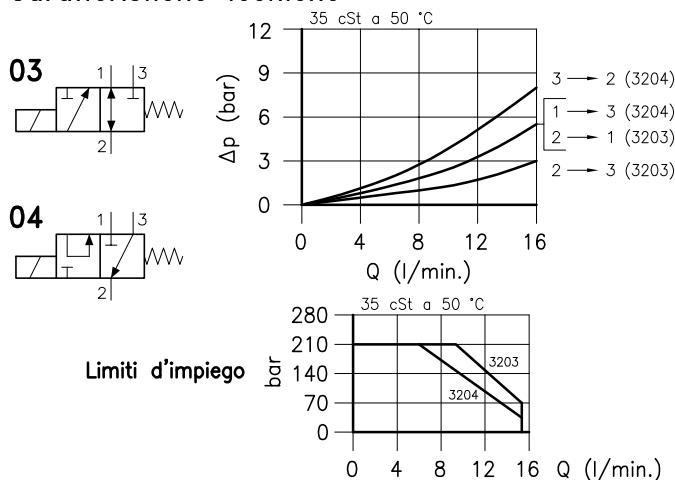 35 cSt a 50 °C
03
1 3
2
04
1 3
2
Δp (bar)
12
9
6
3
0
0 4 8 12 16
Q (l/min.)
3 → 2 (3204)
1 → 3 (3204)
2 → 1 (3203)
2 → 3 (3203)
Limiti d'impiego
35 cSt a 50 °C
bar
280
210
140
70
0
3203
3204
0 4 8 12 16 Q (l/min.)